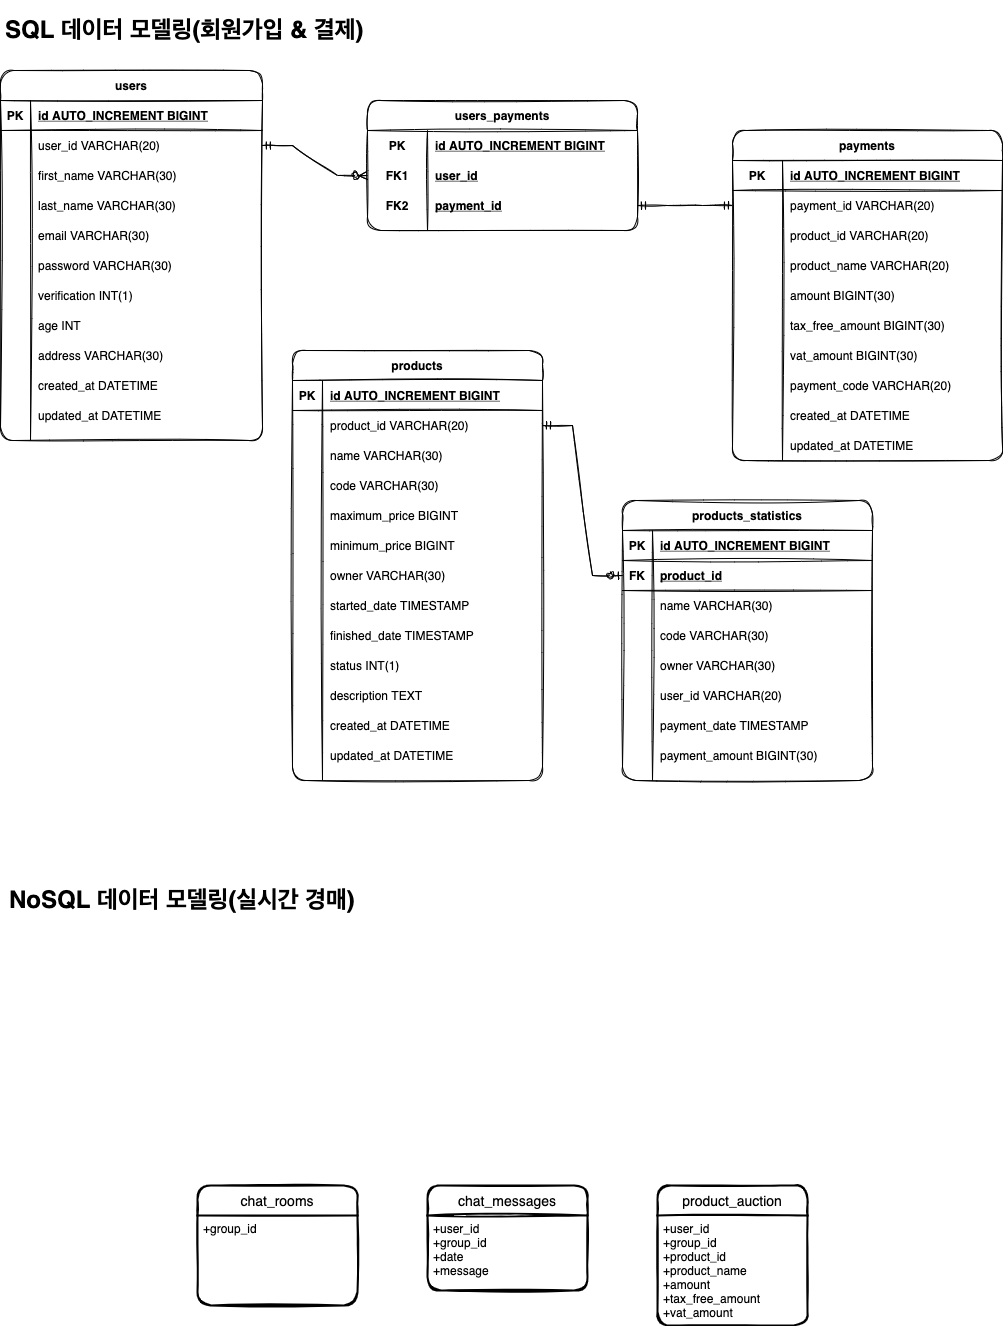 SQL 데이터 모델링(회원가입 & 결제)
users
PK id AUTO_INCREMENT BIGINT
user_id VARCHAR(20)
first_name VARCHAR(30)
last_name VARCHAR(30)
email VARCHAR(30)
password VARCHAR(30)
verification INT(1)
age INT
address VARCHAR(30)
created_at DATETIME
updated_at DATETIME
users_payments
PK id AUTO_INCREMENT BIGINT
FK1 user_id
FK2 payment_id
payments
PK id AUTO_INCREMENT BIGINT
payment_id VARCHAR(20)
product_id VARCHAR(20)
product_name VARCHAR(20)
amount BIGINT(30)
tax_free_amount BIGINT(30)
vat_amount BIGINT(30)
payment_code VARCHAR(20)
created_at DATETIME
updated_at DATETIME
products
PK id AUTO_INCREMENT BIGINT
product_id VARCHAR(20)
name VARCHAR(30)
code VARCHAR(30)
maximum_price BIGINT
minimum_price BIGINT
owner VARCHAR(30)
started_date TIMESTAMP
finished_date TIMESTAMP
status INT(1)
description TEXT
created_at DATETIME
updated_at DATETIME
products_statistics
PK id AUTO_INCREMENT BIGINT
FK product_id
name VARCHAR(30)
code VARCHAR(30)
owner VARCHAR(30)
user_id VARCHAR(20)
payment_date TIMESTAMP
payment_amount BIGINT(30)
NoSQL 데이터 모델링(실시간 경매)
chat_rooms
+group_id
chat_messages
+user_id
+group_id
+date
+message
product_auction
+user_id
+group_id
+product_id
+product_name
+amount
+tax_free_amount
+vat_amount